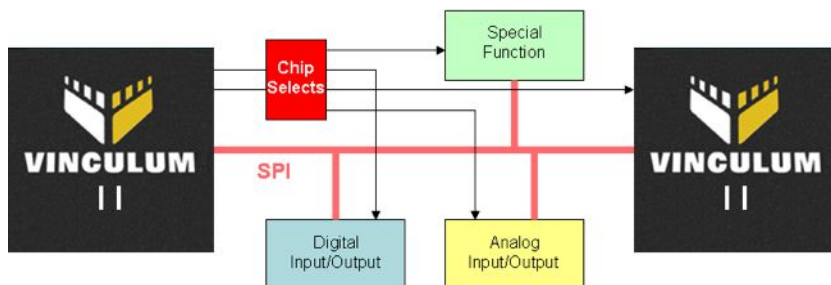 Special
Function
Chip
Selects
VINCULUM
II
SPI
VINCULUM
II
Digital
Input/Output
Analog
Input/Output